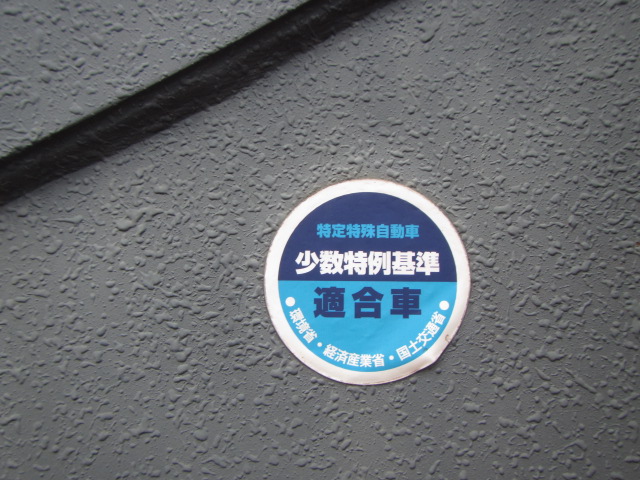 特定特殊自動車
少数特例基準
適合車
●環境省・経済産業省・国土交通省●